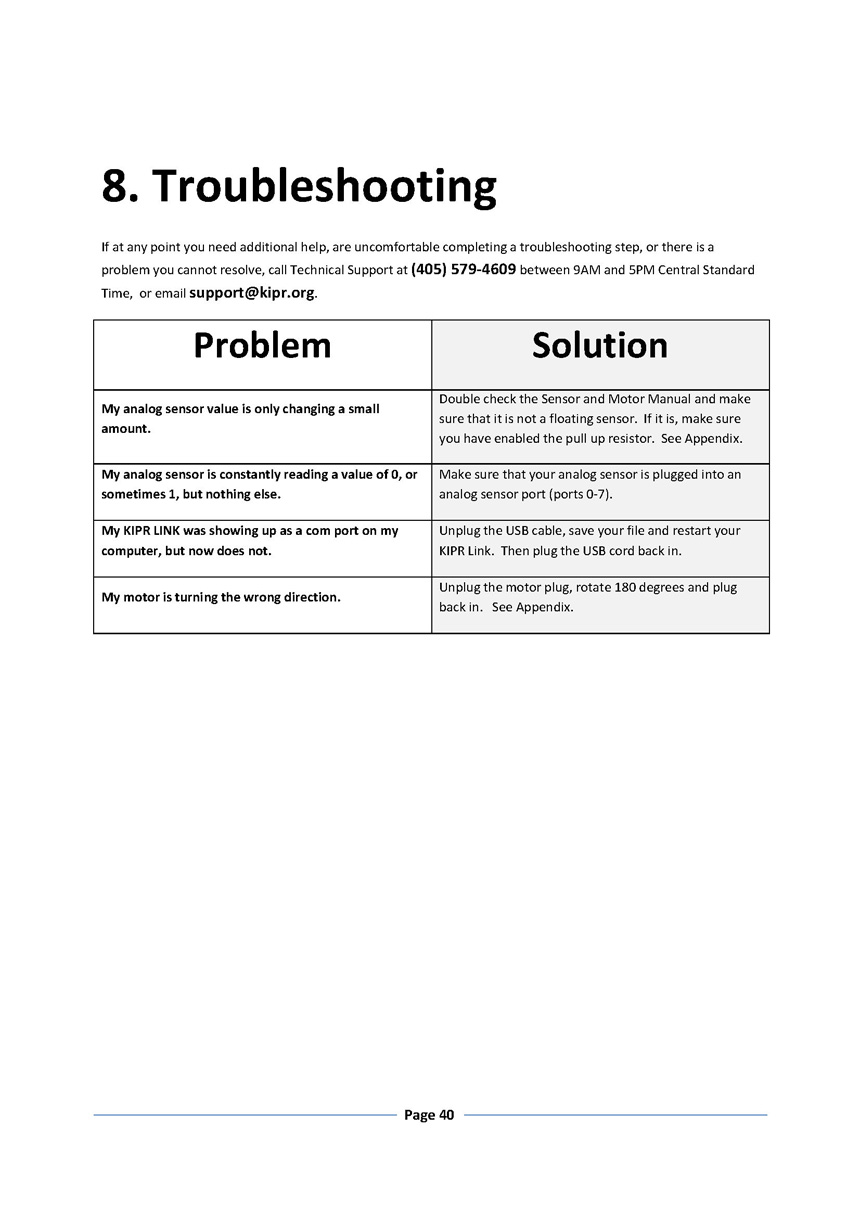 8. Troubleshooting
If at any point you need additional help, are uncomfortable completing a troubleshooting step, or there is a
problem you cannot resolve, call Technical Support at (405) 579-4609 between 9AM and 5PM Central Standard
Time,  or email support@kipr.org.
Problem
Solution
My analog sensor value is only changing a small
amount.
Double check the Sensor and Motor Manual and make
sure that it is not a floating sensor.  If it is, make sure
you have enabled the pull up resistor.  See Appendix.
My analog sensor is constantly reading a value of 0, or
sometimes 1, but nothing else.
Make sure that your analog sensor is plugged into an
analog sensor port (ports 0-7).
My KIPR LINK was showing up as a com port on my
computer, but now does not.
Unplug the USB cable, save your file and restart your
KIPR Link.  Then plug the USB cord back in.
My motor is turning the wrong direction.
Unplug the motor plug, rotate 180 degrees and plug
back in.   See Appendix.
Page 40